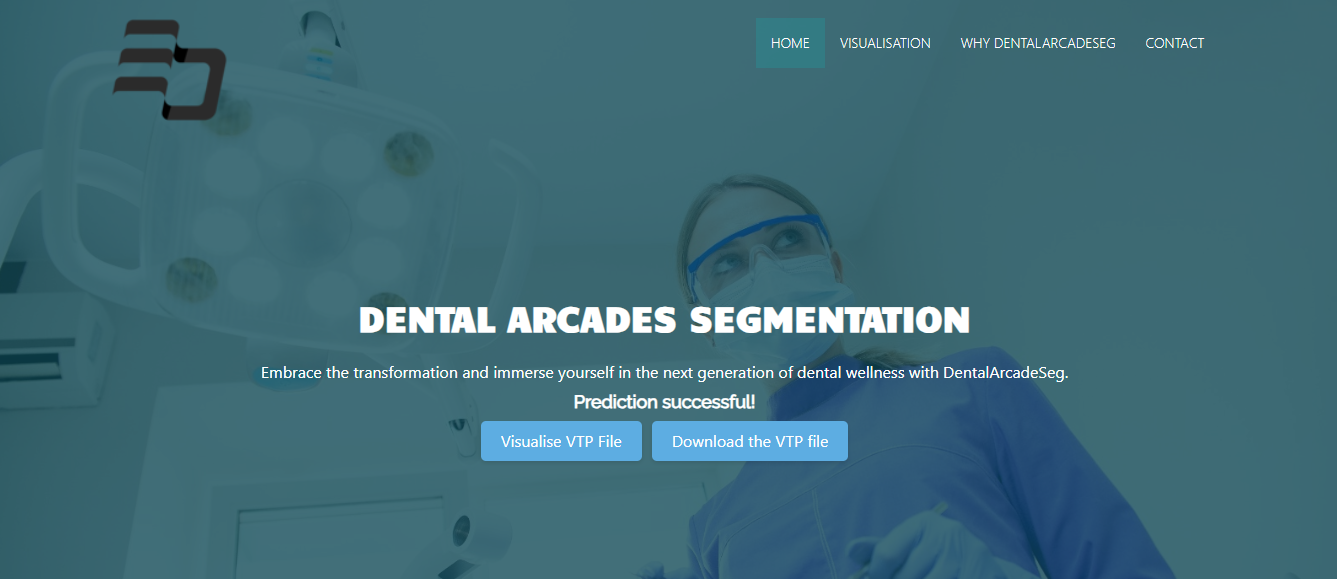 HOME VISUALISATION WHY DENTALARCADESEG CONTACT
DENTAL ARCADES SEGMENTATION
Embrace the transformation and immerse yourself in the next generation of dental wellness with DentalArcadeSeg.
Prediction successful!
Visualise VTP File Download the VTP file